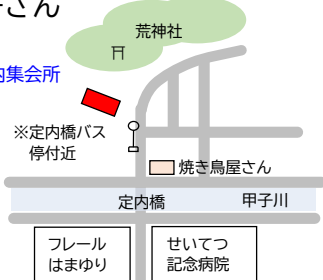 さん
荒神社
集会所
※定内橋バス
停付近
焼き鳥屋さん
定内橋
甲子川
フレール
はまゆり
せいてつ
記念病院